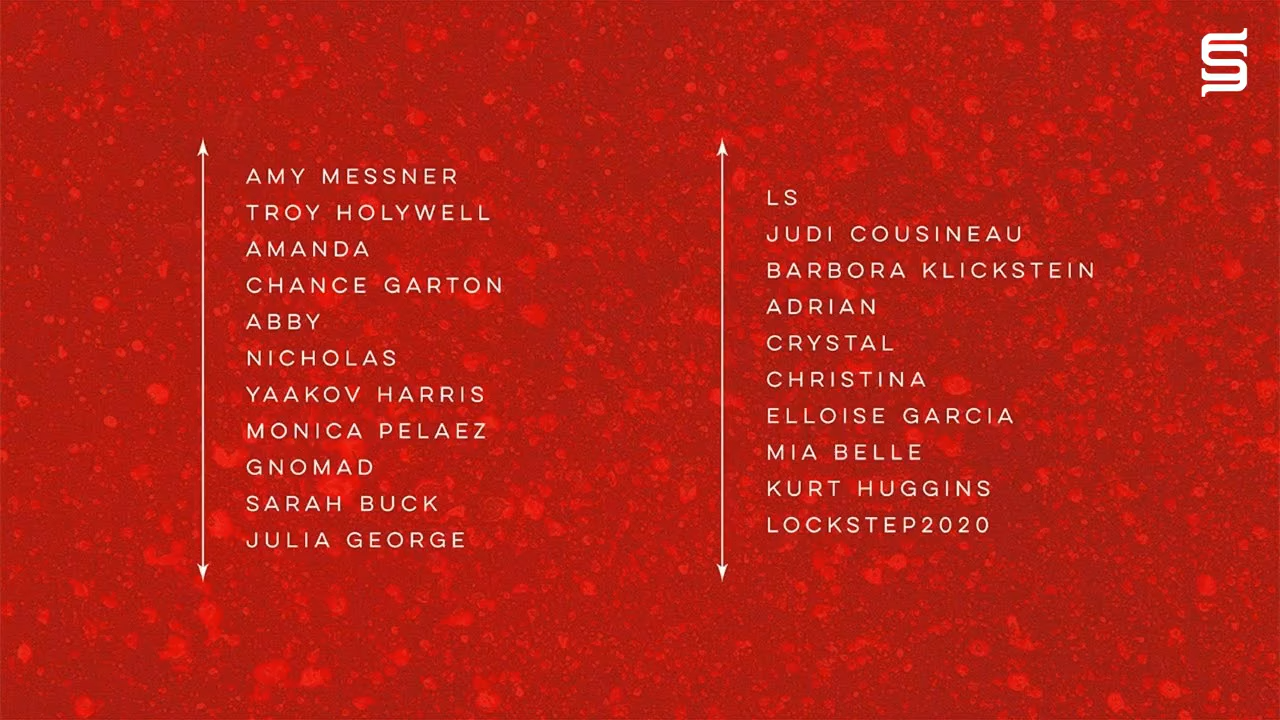 AMY MESSNER
TROY HOLYWELL
AMANDA
CHANCE GARTON
ABBY
NICHOLAS
YAAKOV HARRIS
MONICA PELAEZ
GNOMAD
SARAH BUCK
JULIA GEORGE
LS
JUDI COUSINEAU
BARBORA KLICKSTEIN
ADRIAN
CRYSTAL
CHRISTINA
ELLOISE GARCIA
MIA BELLE
KURT HUGGINS
LOCKSTEP2020